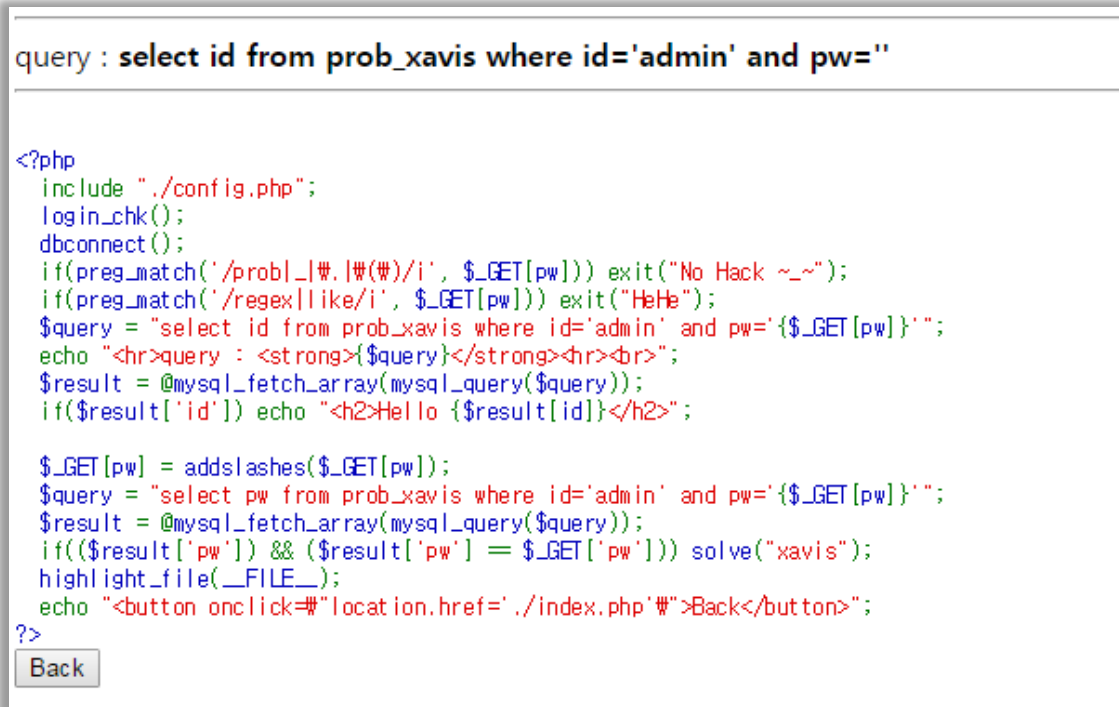 query : select id from prob_xavis where id='admin' and pw=''
<?php
include "./config.php";
login_chk();
dbconnect();
if(preg_match('/prob|_|₩.|₩(₩)/i', $_GET[pw])) exit("No Hack ~_~");
if(preg_match('/regex|like/i', $_GET[pw])) exit("HeHe");
$query = "select id from prob_xavis where id='admin' and pw='{$_GET[pw]}'";
echo "<hr>query : <strong>{$query}</strong><hr><br>";
$result = @mysql_fetch_array(mysql_query($query));
if($result['id']) echo "<h2>Hello {$result[id]}</h2>";
$_GET[pw] = addslashes($_GET[pw]);
$query = "select pw from prob_xavis where id='admin' and pw='{$_GET[pw]}'";
$result = @mysql_fetch_array(mysql_query($query));
if(($result['pw']) && ($result['pw'] == $_GET['pw'])) solve("xavis");
highlight_file(__FILE__);
echo "<button onclick=₩"location.href='./index.php'₩">Back</button>";
?>
Back